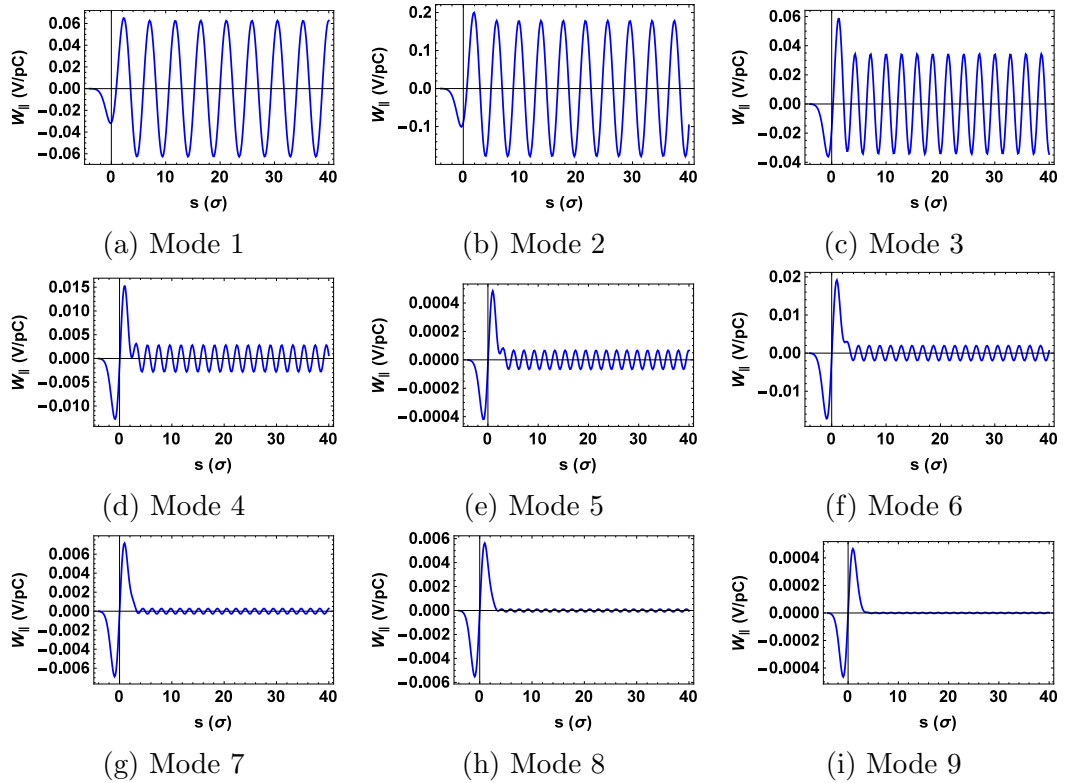 0.06
0.04
0.02
0.00
−0.02
−0.04
−0.06
W∥ (V/pC)
0 10 20 30 40
s (σ)
(a) Mode 1
0.2
0.1
0.0
−0.1
W∥ (V/pC)
0 10 20 30 40
s (σ)
(b) Mode 2
0.06
0.04
0.02
0.00
−0.02
−0.04
W∥ (V/pC)
0 10 20 30 40
s (σ)
(c) Mode 3
0.015
0.010
0.005
0.000
−0.005
−0.010
W∥ (V/pC)
0 10 20 30 40
s (σ)
(d) Mode 4
0.0004
0.0002
0.0000
−0.0002
−0.0004
W∥ (V/pC)
0 10 20 30 40
s (σ)
(e) Mode 5
0.02
0.01
0.00
−0.01
W∥ (V/pC)
0 10 20 30 40
s (σ)
(f) Mode 6
0.006
0.004
0.002
0.000
−0.002
−0.004
−0.006
W∥ (V/pC)
0 10 20 30 40
s (σ)
(g) Mode 7
0.006
0.004
0.002
0.000
−0.002
−0.004
−0.006
W∥ (V/pC)
0 10 20 30 40
s (σ)
(h) Mode 8
0.0004
0.0002
0.0000
−0.0002
−0.0004
W∥ (V/pC)
0 10 20 30 40
s (σ)
(i) Mode 9